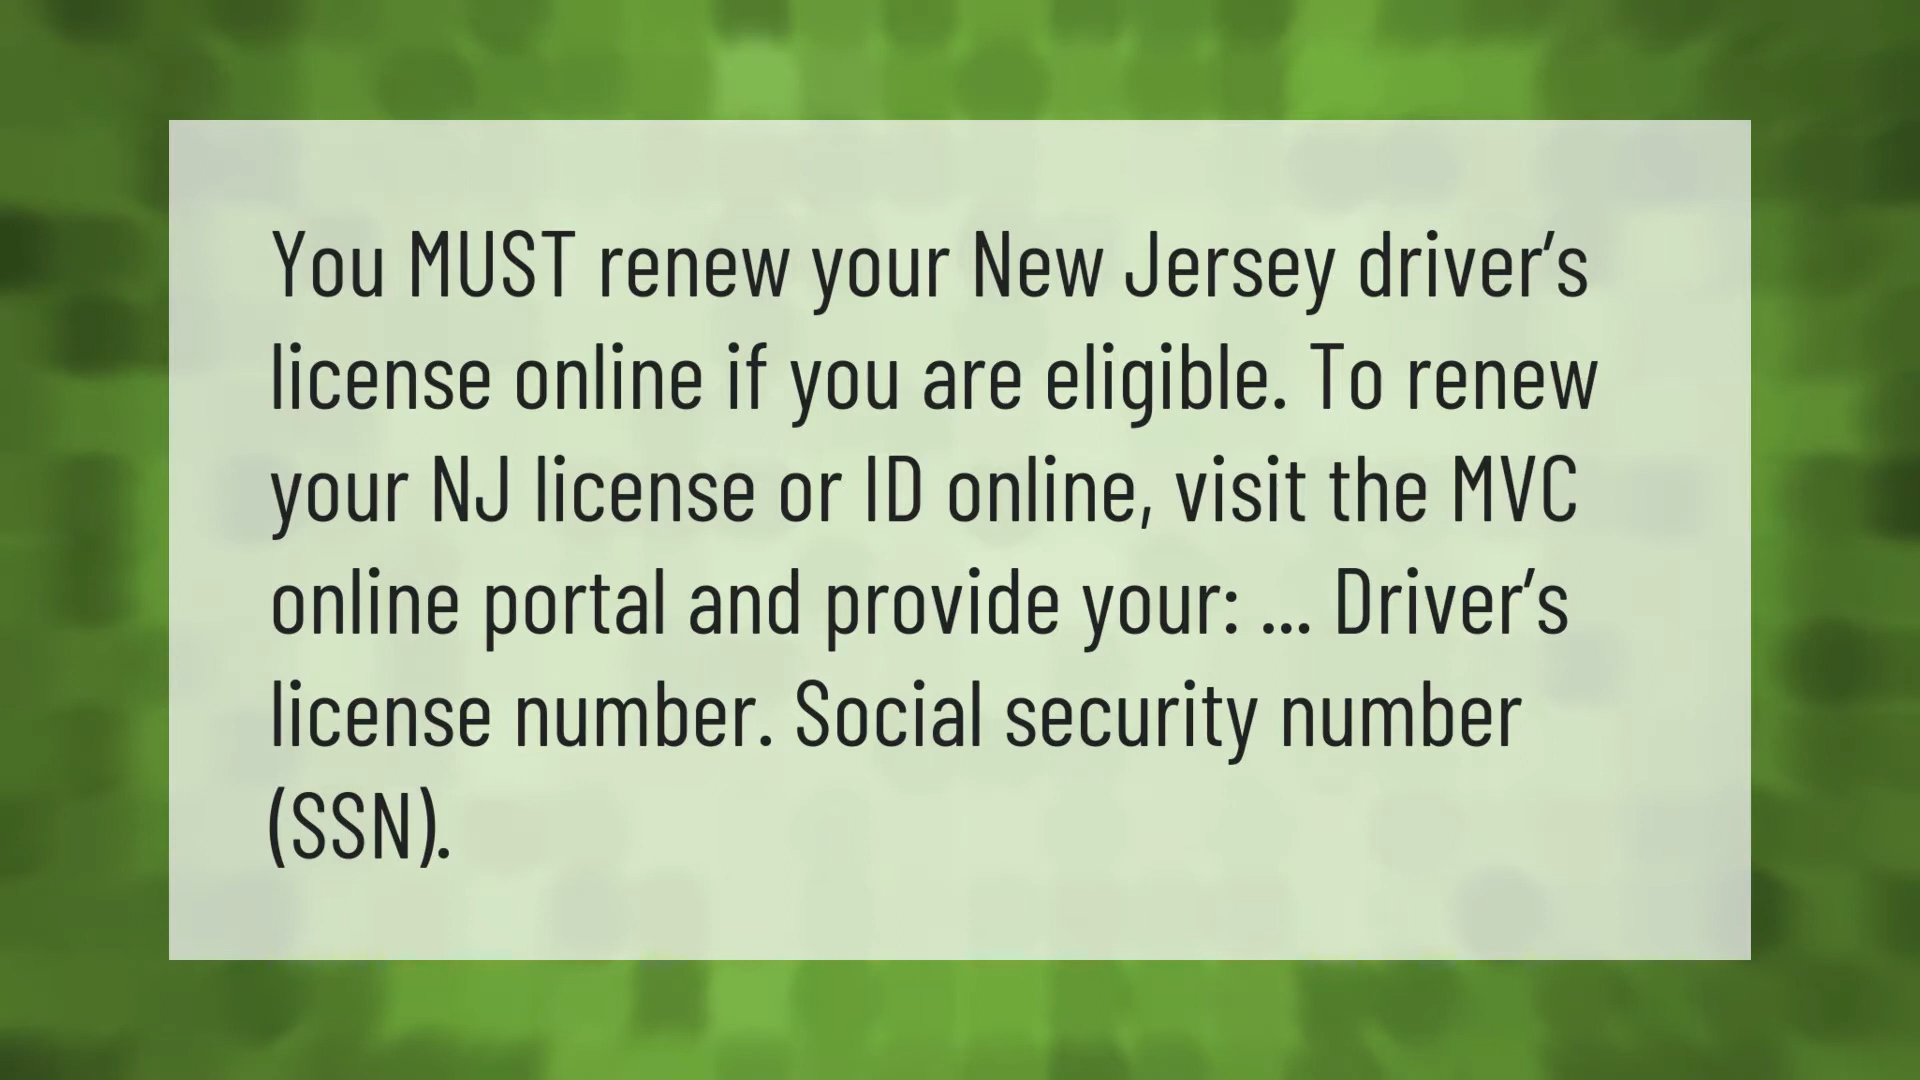 You MUST renew your New Jersey driver’s
license online if you are eligible. To renew
your NJ license or ID online, visit the MVC
online portal and provide your: ... Driver’s
license number. Social security number
(SSN).